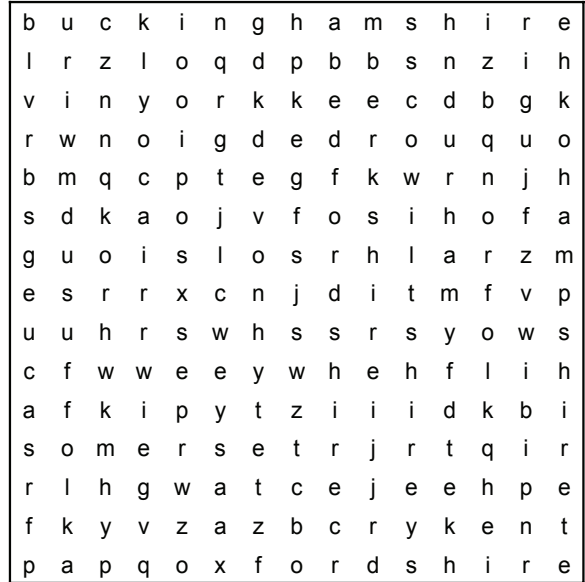 b u c k i n g h a m s h i r e
l r z l o q d p b b s n z i h
v i n y o r k k e e c d b g k
r w n o i g d e d r o u q u o
b m q c p t e g f k w r n j h
s d k a o j v f o s i h o f a
g u o i s l o s r h l a r z m
e s r r x c n j d i t m f v p
u u h r s w h s s r s y o w s
c f w w e e y w h e h f l i h
a f k i p y t z i i i d k b i
s o m e r s e t r j r t q i r
r l h g w a t c e j e e h p e
f k y v z a z b c r y k e n t
p a p q o x f o r d s h i r e